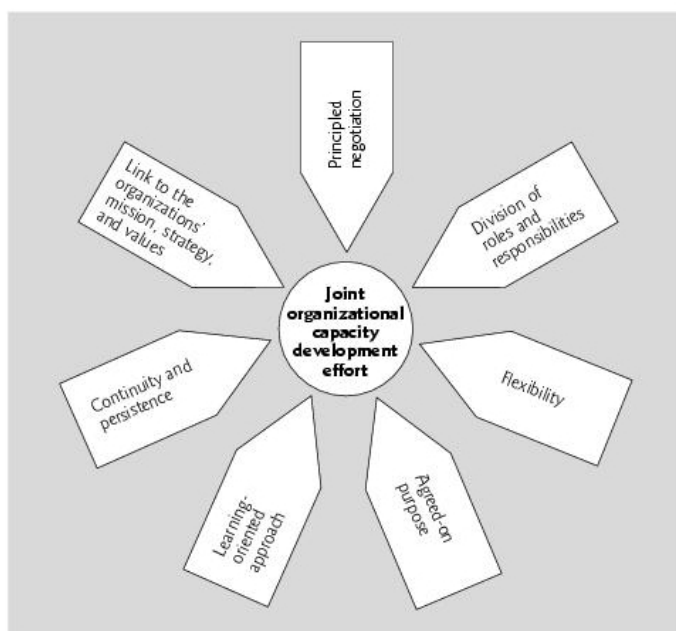 Principled
negotiation
Link to the
organizations'
mission, strategy,
and values
Division of
roles and
responsibilities
Joint
organizational
capacity
development
effort
Continuity and
persistence
Flexibility
Learning-
oriented
approach
Agreed-on
purpose